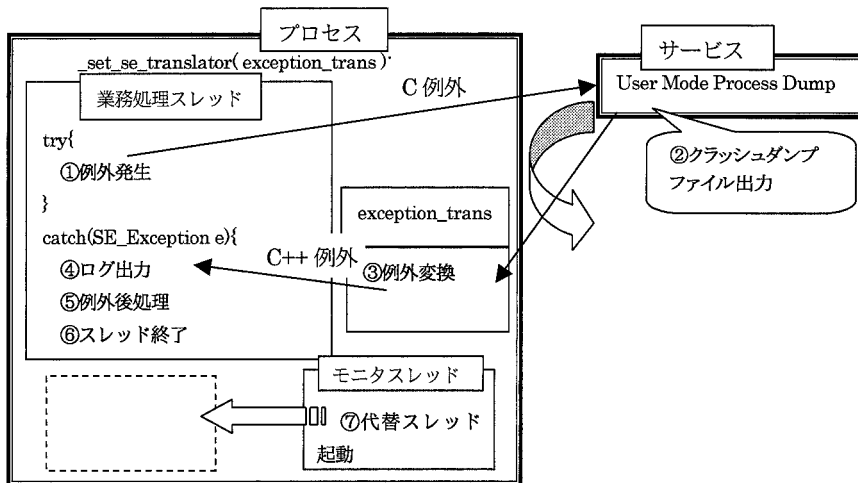 プロセス
_set_se_translator( exception_trans )
業務処理スレッド
try{
①例外発生
}
catch(SE_Exception e){
④ログ出力
⑤例外後処理
⑥スレッド終了
C 例外
サービス
User Mode Process Dump
②クラッシュダンプ
ファイル出力
exception_trans
C++ 例外
③例外変換
モニタスレッド
⑦代替スレッド
起動